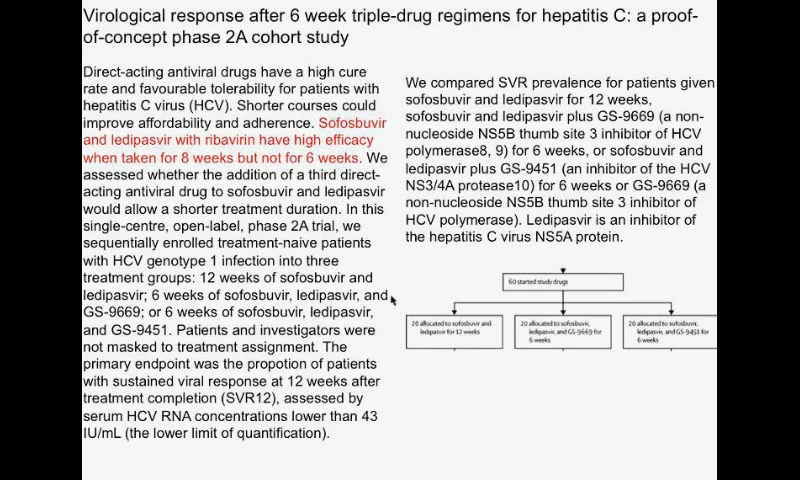 Virological response after 6 week triple-drug regimens for hepatitis C: a proof-
of-concept phase 2A cohort study
Direct-acting antiviral drugs have a high cure
rate and favourable tolerability for patients with
hepatitis C virus (HCV). Shorter courses could
improve affordability and adherence. Sofosbuvir
and ledipasvir with ribavirin have high efficacy
when taken for 8 weeks but not for 6 weeks. We
assessed whether the addition of a third direct-
acting antiviral drug to sofosbuvir and ledipasvir
would allow a shorter treatment duration. In this
single-centre, open-label, phase 2A trial, we
sequentially enrolled treatment-naive patients
with HCV genotype 1 infection into three
treatment groups: 12 weeks of sofosbuvir and
ledipasvir; 6 weeks of sofosbuvir, ledipasvir, and
GS-9669; or 6 weeks of sofosbuvir, ledipasvir,
and GS-9451. Patients and investigators were
not masked to treatment assignment. The
primary endpoint was the propotion of patients
with sustained viral response at 12 weeks after
treatment completion (SVR12), assessed by
serum HCV RNA concentrations lower than 43
IU/mL (the lower limit of quantification).
We compared SVR prevalence for patients given
sofosbuvir and ledipasvir for 12 weeks,
sofosbuvir and ledipasvir plus GS-9669 (a non-
nucleoside NS5B thumb site 3 inhibitor of HCV
polymerase8, 9) for 6 weeks, or sofosbuvir and
ledipasvir plus GS-9451 (an inhibitor of the HCV
NS3/4A protease10) for 6 weeks or GS-9669 (a
non-nucleoside NS5B thumb site 3 inhibitor of
HCV polymerase). Ledipasvir is an inhibitor of
the hepatitis C virus NS5A protein.
60 started study drugs
20 allocated to sofosbuvir and
ledipasvir for 12 weeks
20 allocated to sofosbuvir,
ledipasvir, and GS-9669 for
6 weeks
20 allocated to sofosbuvir,
ledipasvir, and GS-9451 for
6 weeks